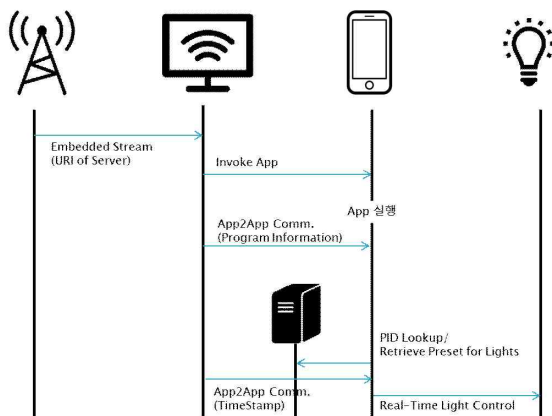 Embedded Stream
(URI of Server)
Invoke App
App 실행
App2App Comm.
(Program Information)
PID Lookup/
Retrieve Preset for Lights
App2App Comm.
(TimeStamp)
Real-Time Light Control